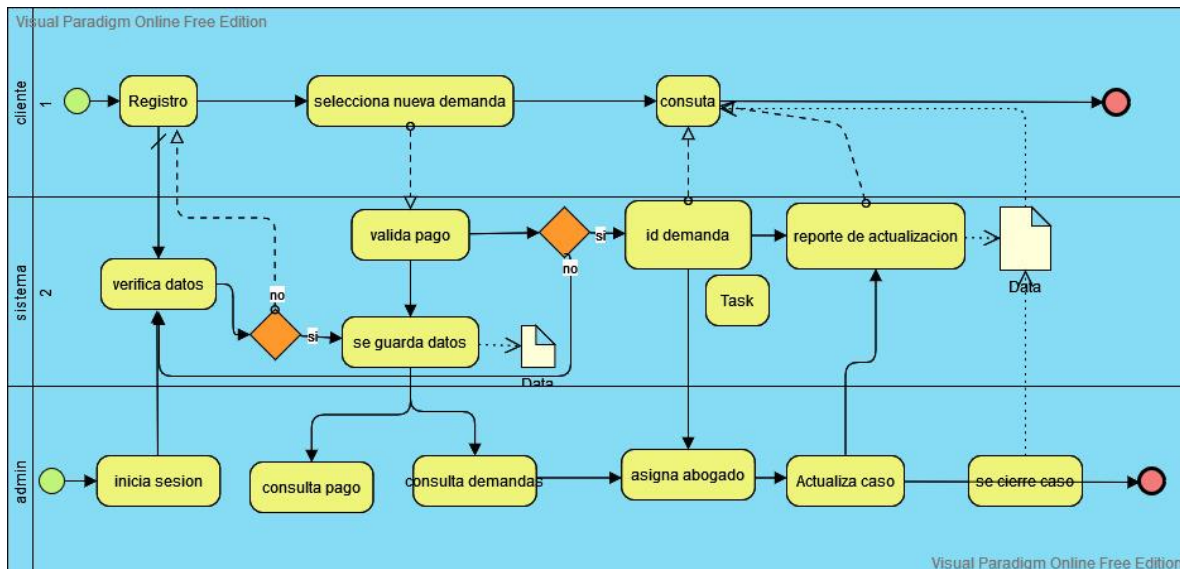 Visual Paradigm Online Free Edition
cliente
1
Registro
selecciona nueva demanda
consuta
sistema
2
valida pago
si
id demanda
reporte de actualizacion
no
Data
verifica datos
no
Task
si
se guarda datos
Data
admin
inicia sesion
consulta pago
consulta demandas
asigna abogado
Actualiza caso
se cierre caso
Visual Paradigm Online Free Edition